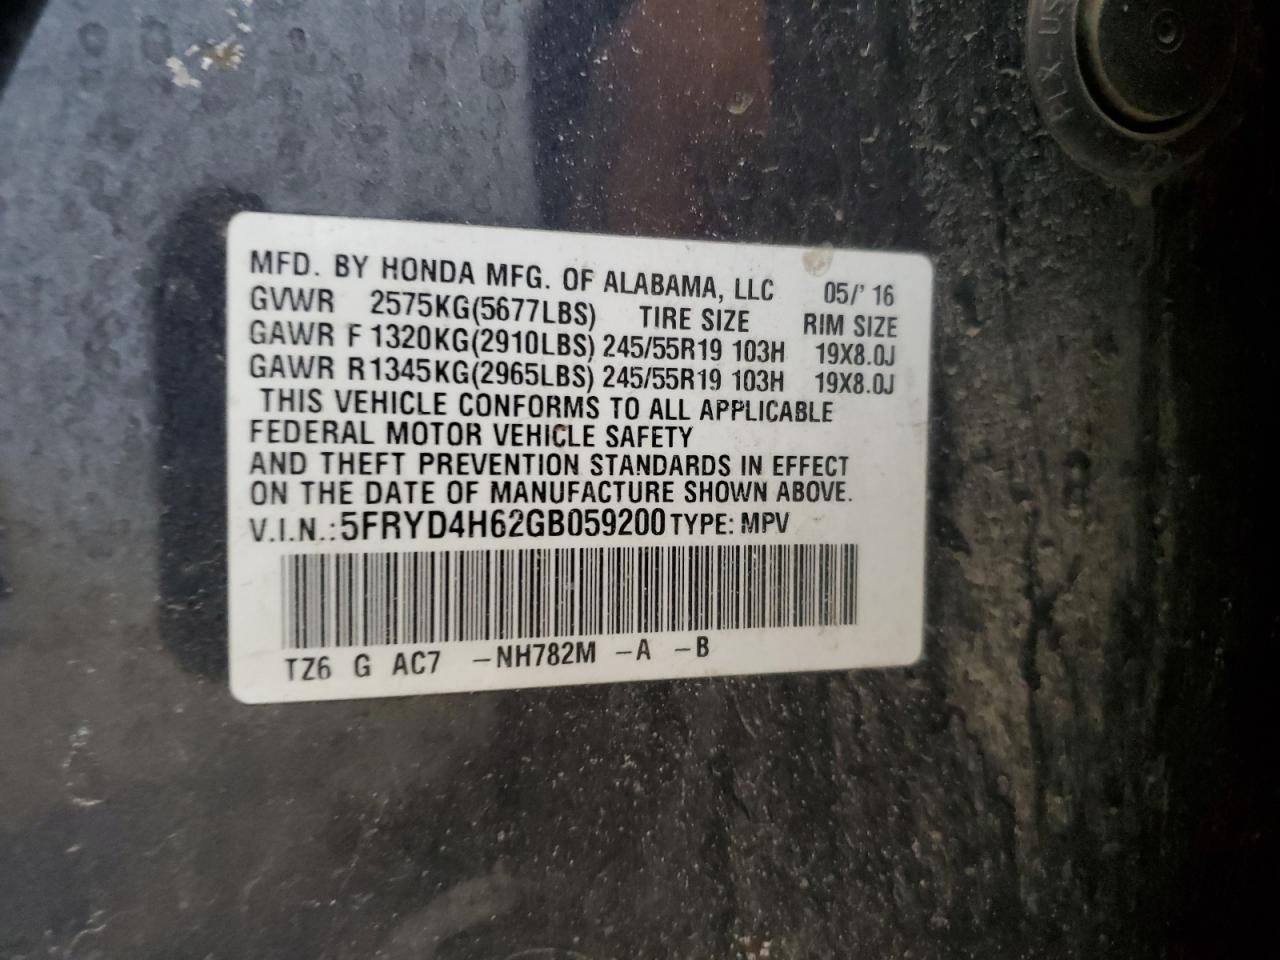 MFD. BY HONDA MFG. OF ALABAMA, LLC 05/' 16
GVWR 2575KG(5677LBS) TIRE SIZE RIM SIZE
GAWR F 1320KG(2910LBS) 245/55R19 103H 19X8.0J
GAWR R1345KG(2965LBS) 245/55R19 103H 19X8.0J
THIS VEHICLE CONFORMS TO ALL APPLICABLE
FEDERAL MOTOR VEHICLE SAFETY
AND THEFT PREVENTION STANDARDS IN EFFECT
ON THE DATE OF MANUFACTURE SHOWN ABOVE.
V.I.N.: 5FRYD4H62GB059200 TYPE: MPV
TZ6 G AC7 -NH782M -A -B